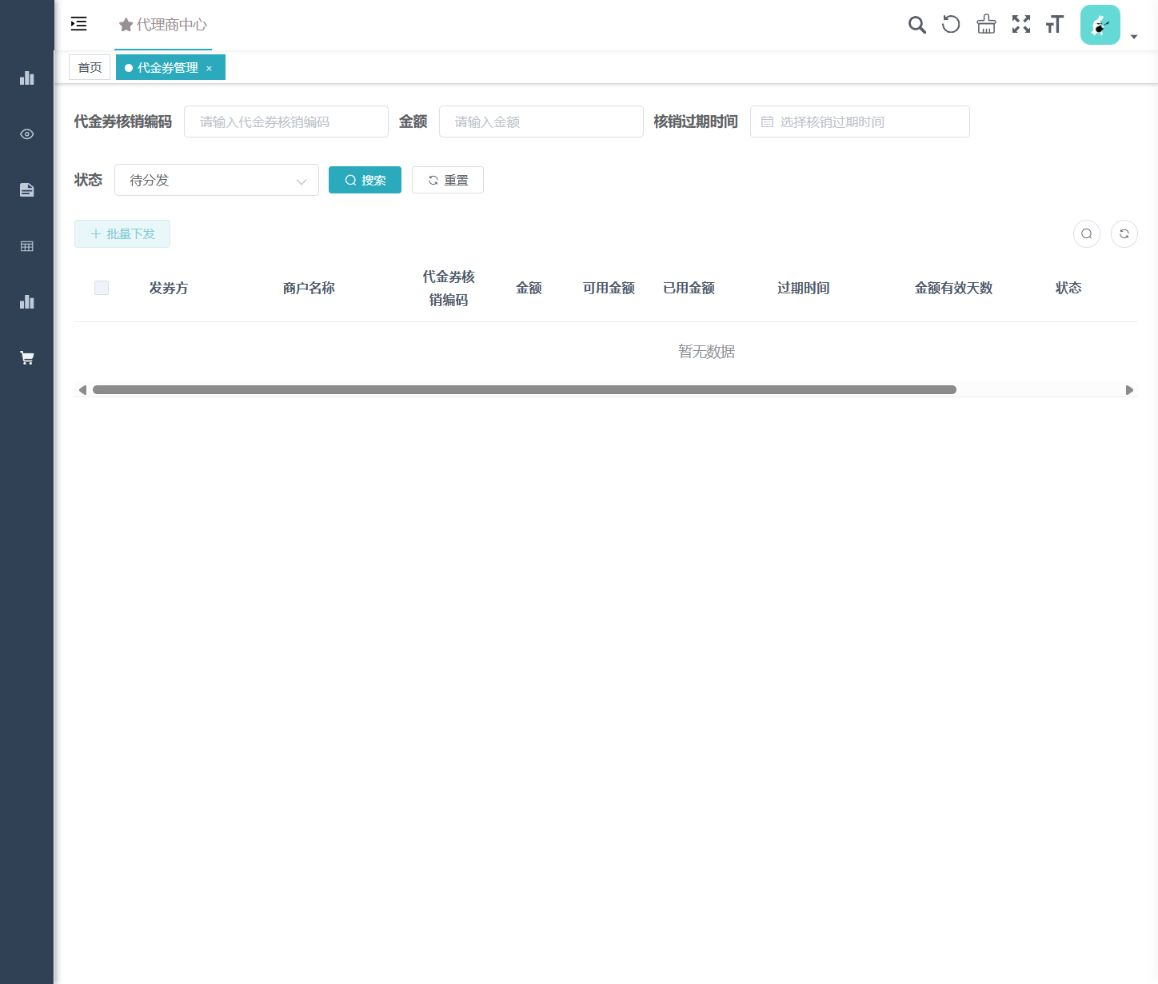 代理商中心
首页
代金券管理 ×
代金券核销编码 请输入代金券核销编码 金额 请输入金额 核销过期时间 选择核销过期时间
状态 待分发 搜索 重置
批量下发
发券方 商户名称 代金券核销编码 金额 可用金额 已用金额 过期时间 金额有效天数 状态
暂无数据